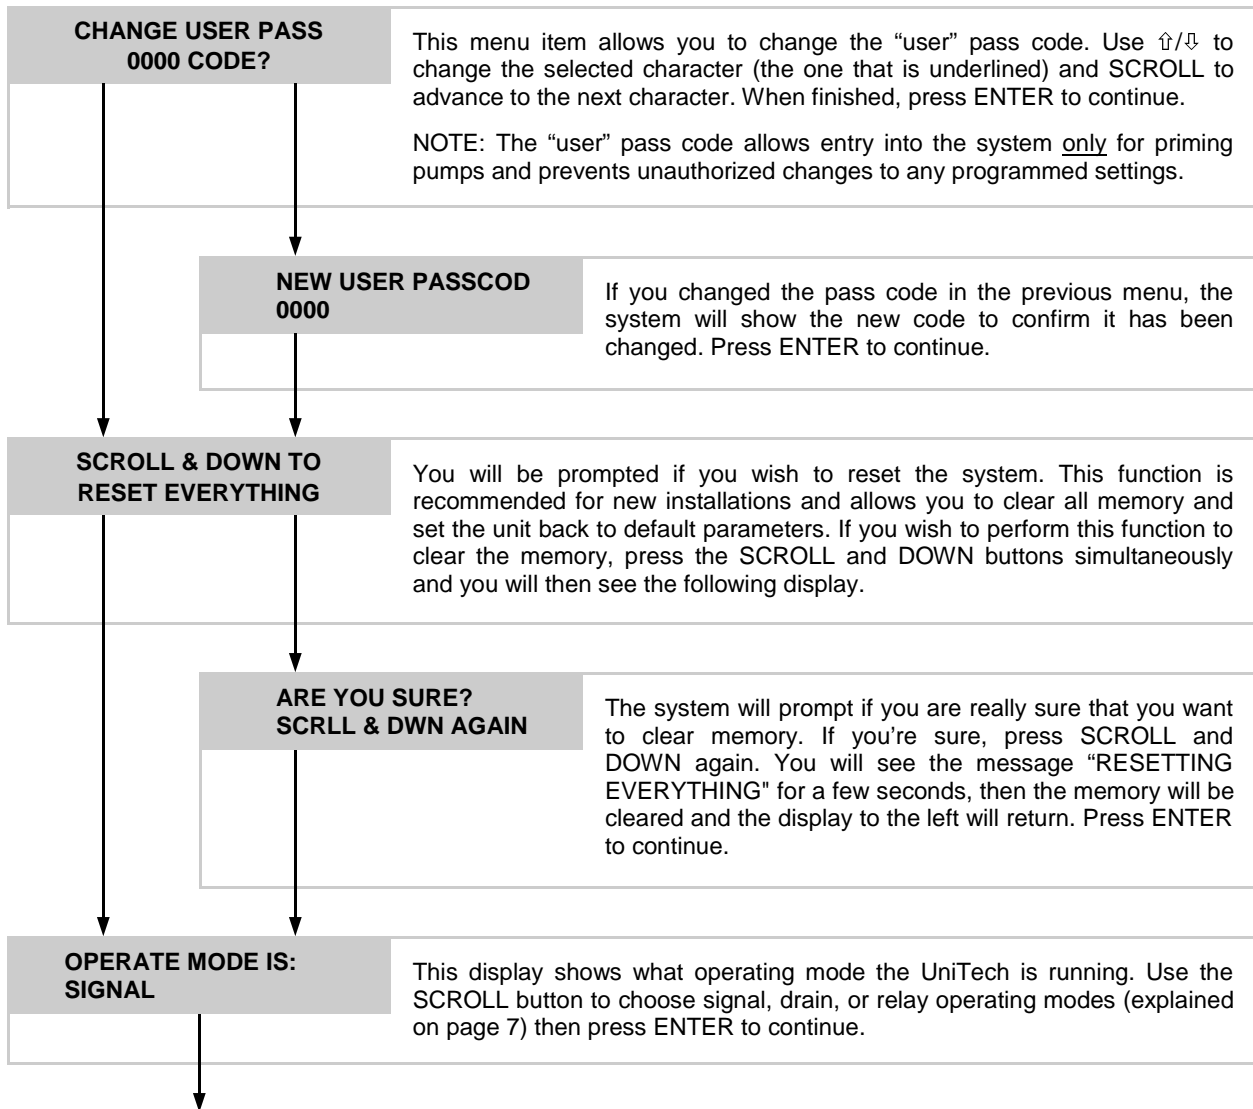 CHANGE USER PASS
0000 CODE?
This menu item allows you to change the “user” pass code. Use ⇧/⇩ to
change the selected character (the one that is underlined) and SCROLL to
advance to the next character. When finished, press ENTER to continue.
NOTE: The “user” pass code allows entry into the system only for priming
pumps and prevents unauthorized changes to any programmed settings.
NEW USER PASSCOD
0000
If you changed the pass code in the previous menu, the
system will show the new code to confirm it has been
changed. Press ENTER to continue.
SCROLL & DOWN TO
RESET EVERYTHING
You will be prompted if you wish to reset the system. This function is
recommended for new installations and allows you to clear all memory and
set the unit back to default parameters. If you wish to perform this function to
clear the memory, press the SCROLL and DOWN buttons simultaneously
and you will then see the following display.
ARE YOU SURE?
SCRLL & DWN AGAIN
The system will prompt if you are really sure that you want
to clear memory. If you’re sure, press SCROLL and
DOWN again. You will see the message “RESETTING
EVERYTHING" for a few seconds, then the memory will be
cleared and the display to the left will return. Press ENTER
to continue.
OPERATE MODE IS:
SIGNAL
This display shows what operating mode the UniTech is running. Use the
SCROLL button to choose signal, drain, or relay operating modes (explained
on page 7) then press ENTER to continue.